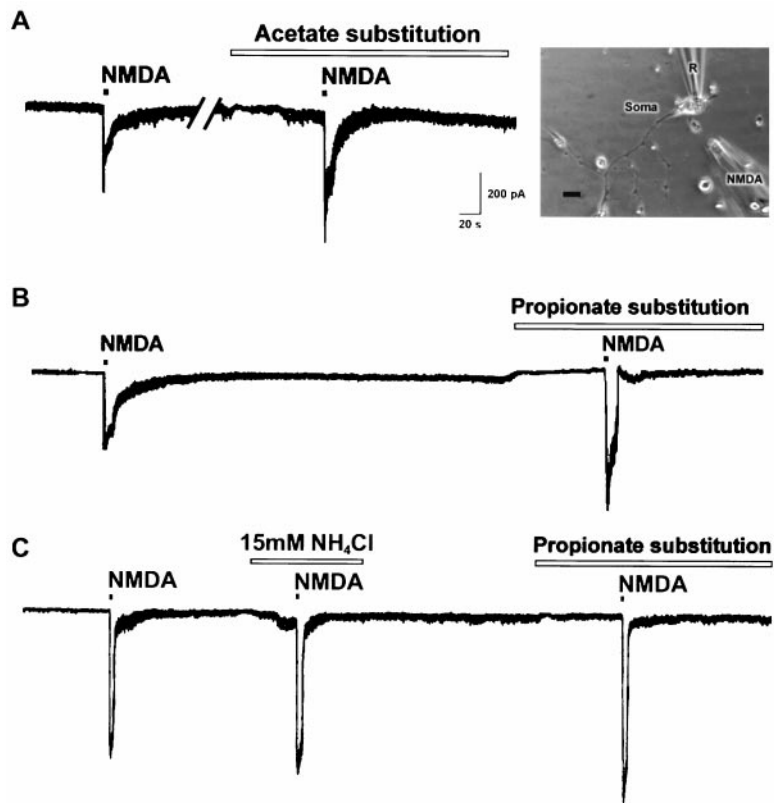 A
Acetate substitution
NMDA
NMDA
200 pA
20 s
R
Soma
NMDA
B
Propionate substitution
NMDA
NMDA
C
15mM NH₄Cl
Propionate substitution
NMDA
NMDA
NMDA